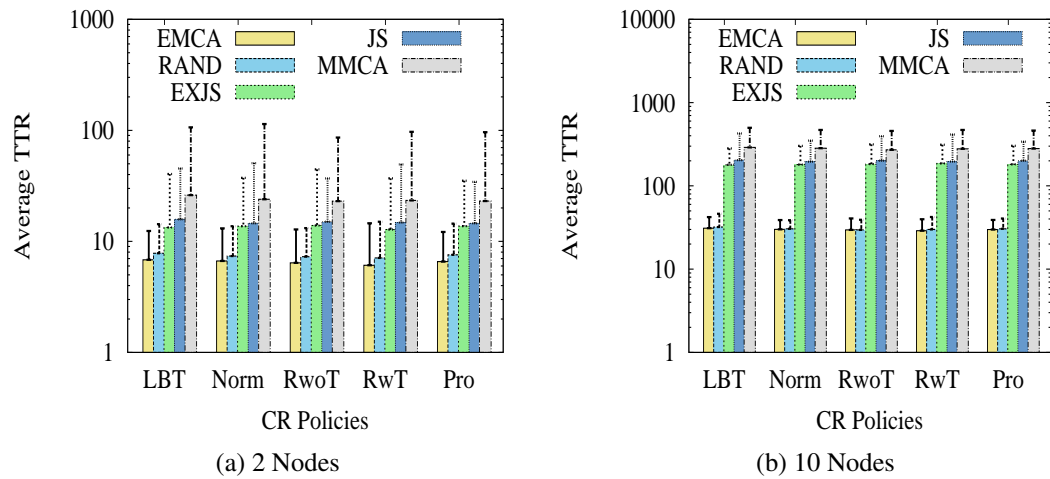 1000
100
10
1
Average TTR
EMCA
RAND
EXJS
JS
MMCA
LBT Norm RwoT RwT Pro
CR Policies
(a) 2 Nodes
10000
1000
100
10
1
Average TTR
EMCA
RAND
EXJS
JS
MMCA
LBT Norm RwoT RwT Pro
CR Policies
(b) 10 Nodes